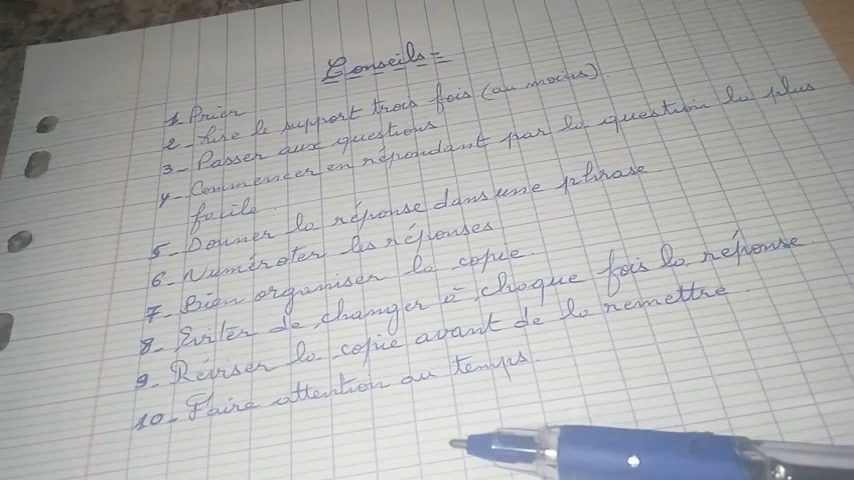 Conseils =
1 Prier
2 - Lire le support trois fois (au moins).
3 - Passer aux questions
4 - Commencer en répondant par la question la plus
facile.
5 - Donner la réponse dans une phrase.
6 - Numéroter les réponses
7 - Bien organiser la copie.
8 - Eviter de changer à chaque fois la réponse
9 - Réviser la copie avant de la remettre.
10 - Faire attention au temps.